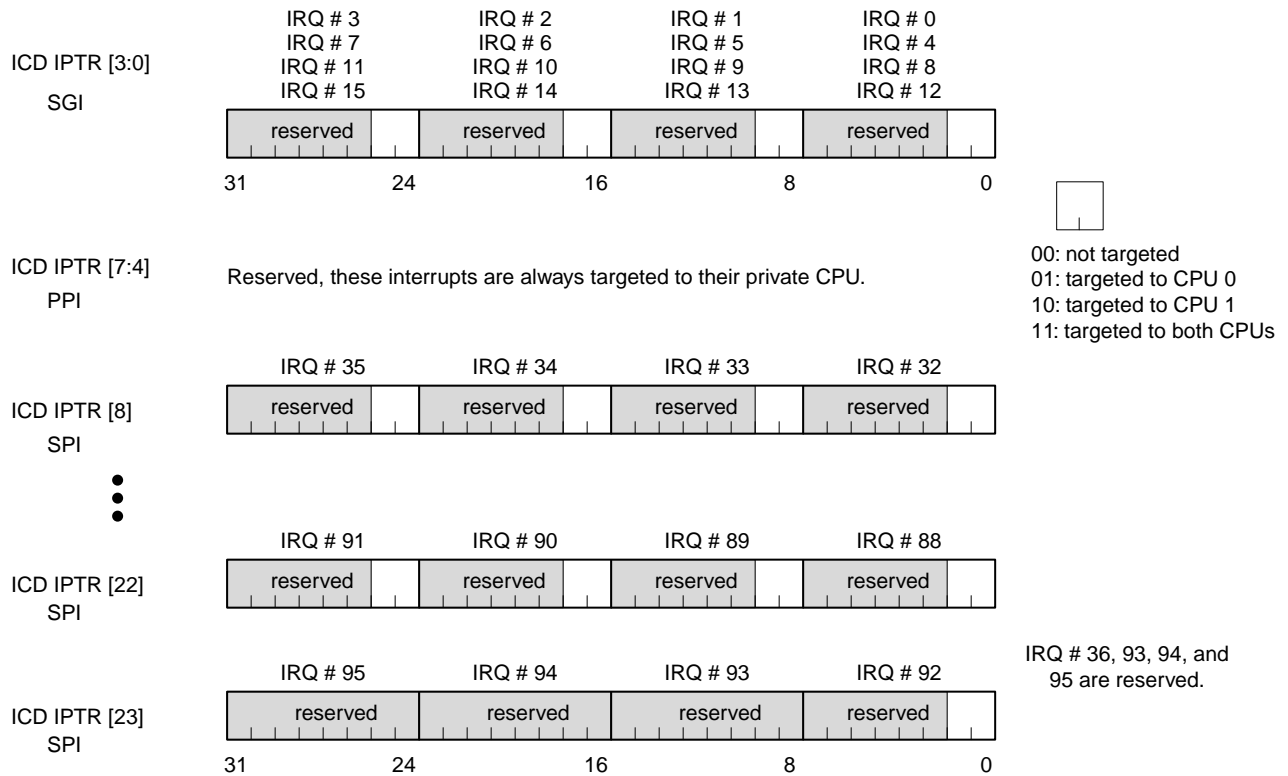 IRQ # 3 IRQ # 2 IRQ # 1 IRQ # 0
IRQ # 7 IRQ # 6 IRQ # 5 IRQ # 4
ICD IPTR [3:0] IRQ # 11 IRQ # 10 IRQ # 9 IRQ # 8
SGI IRQ # 15 IRQ # 14 IRQ # 13 IRQ # 12
reserved reserved reserved reserved
31 24 16 8 0
ICD IPTR [7:4]
PPI
Reserved, these interrupts are always targeted to their private CPU.
00: not targeted
01: targeted to CPU 0
10: targeted to CPU 1
11: targeted to both CPUs
IRQ # 35 IRQ # 34 IRQ # 33 IRQ # 32
ICD IPTR [8] reserved reserved reserved reserved
SPI
IRQ # 91 IRQ # 90 IRQ # 89 IRQ # 88
ICD IPTR [22] reserved reserved reserved reserved
SPI
IRQ # 95 IRQ # 94 IRQ # 93 IRQ # 92
ICD IPTR [23] reserved reserved reserved reserved
SPI
31 24 16 8 0
IRQ # 36, 93, 94, and
95 are reserved.